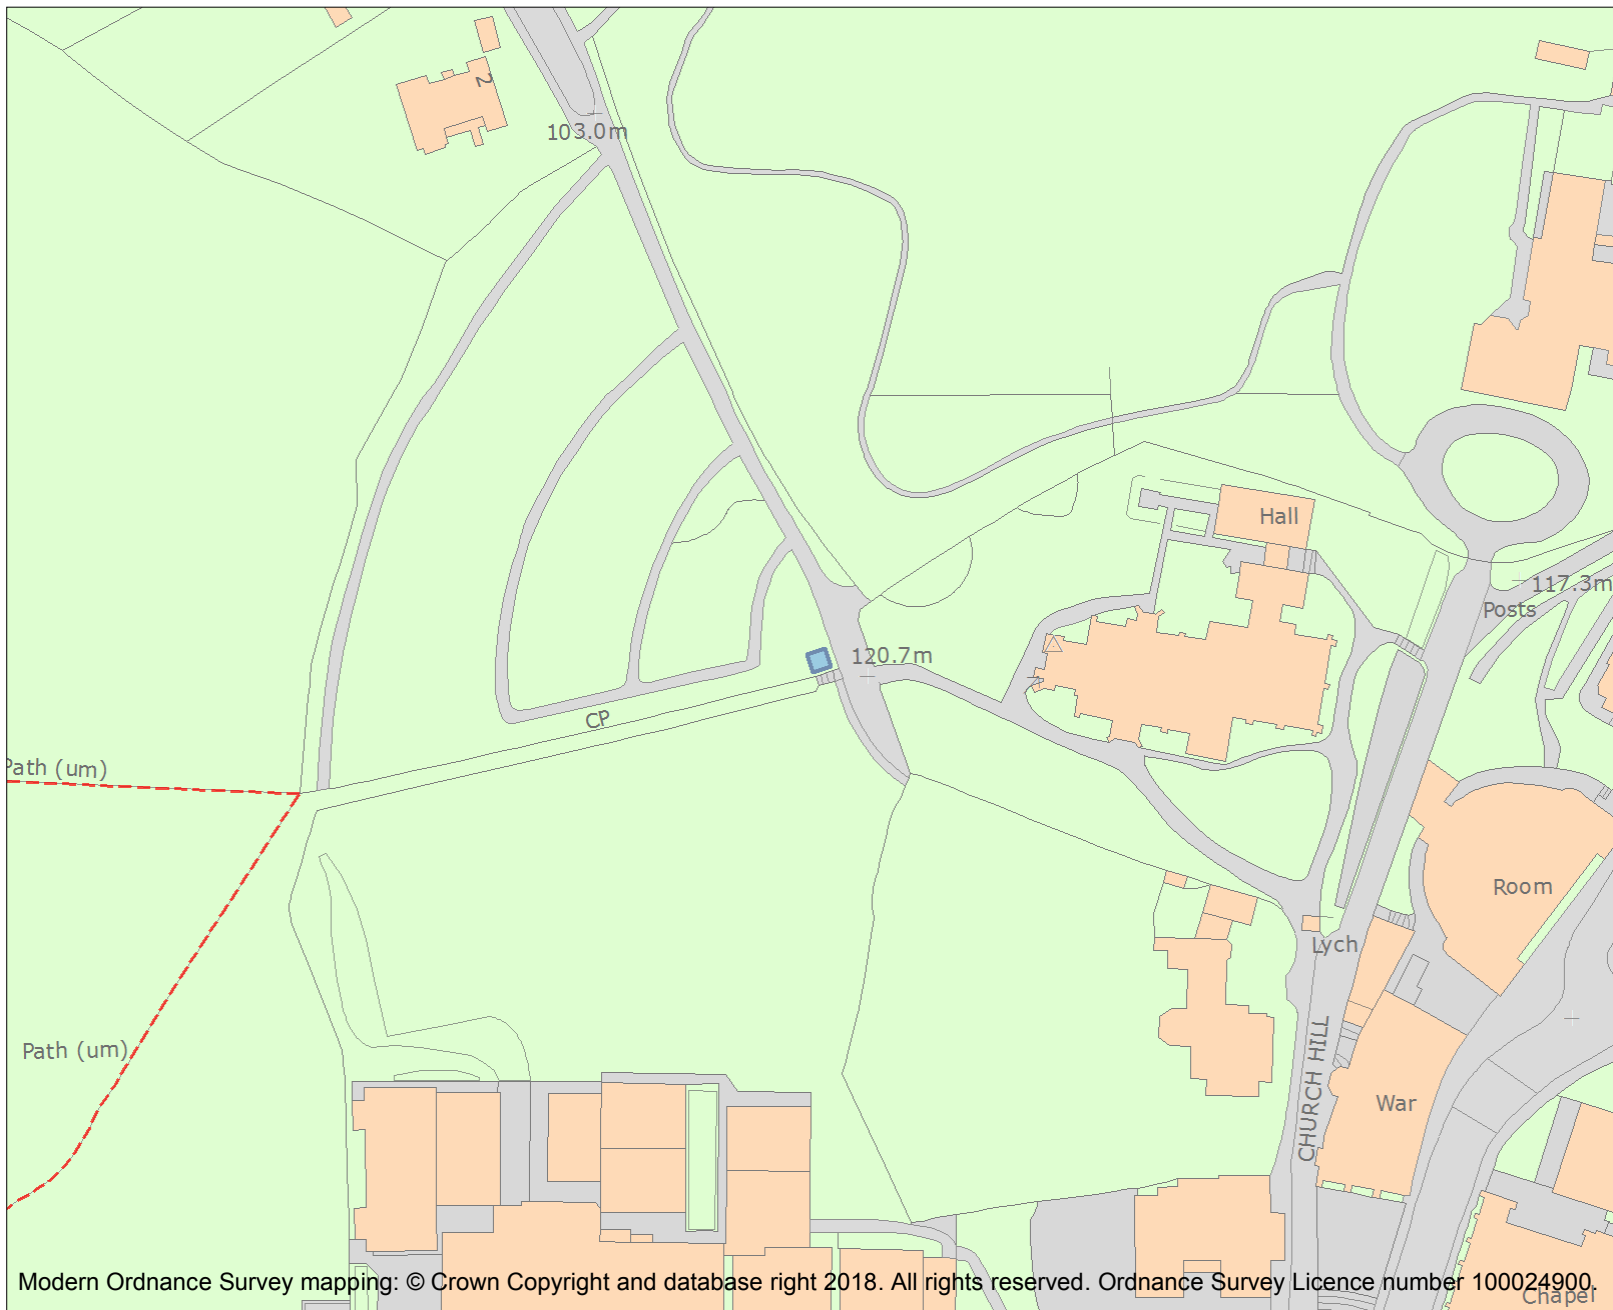 2
103.0m
Hall
117.3m
Posts
120.7m
CP
Path (um)
Room
Lych
Path (um)
CHURCH HILL
War
Modern Ordnance Survey mapping: © Crown Copyright and database right 2018. All rights reserved. Ordnance Survey Licence number 100024900.
Chapel